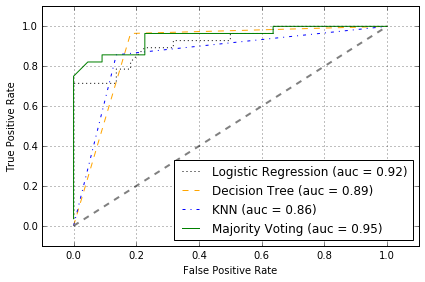 True Positive Rate
1.0
0.8
0.6
0.4
0.2
0.0
Logistic Regression (auc = 0.92)
Decision Tree (auc = 0.89)
KNN (auc = 0.86)
Majority Voting (auc = 0.95)
0.0 0.2 0.4 0.6 0.8 1.0
False Positive Rate